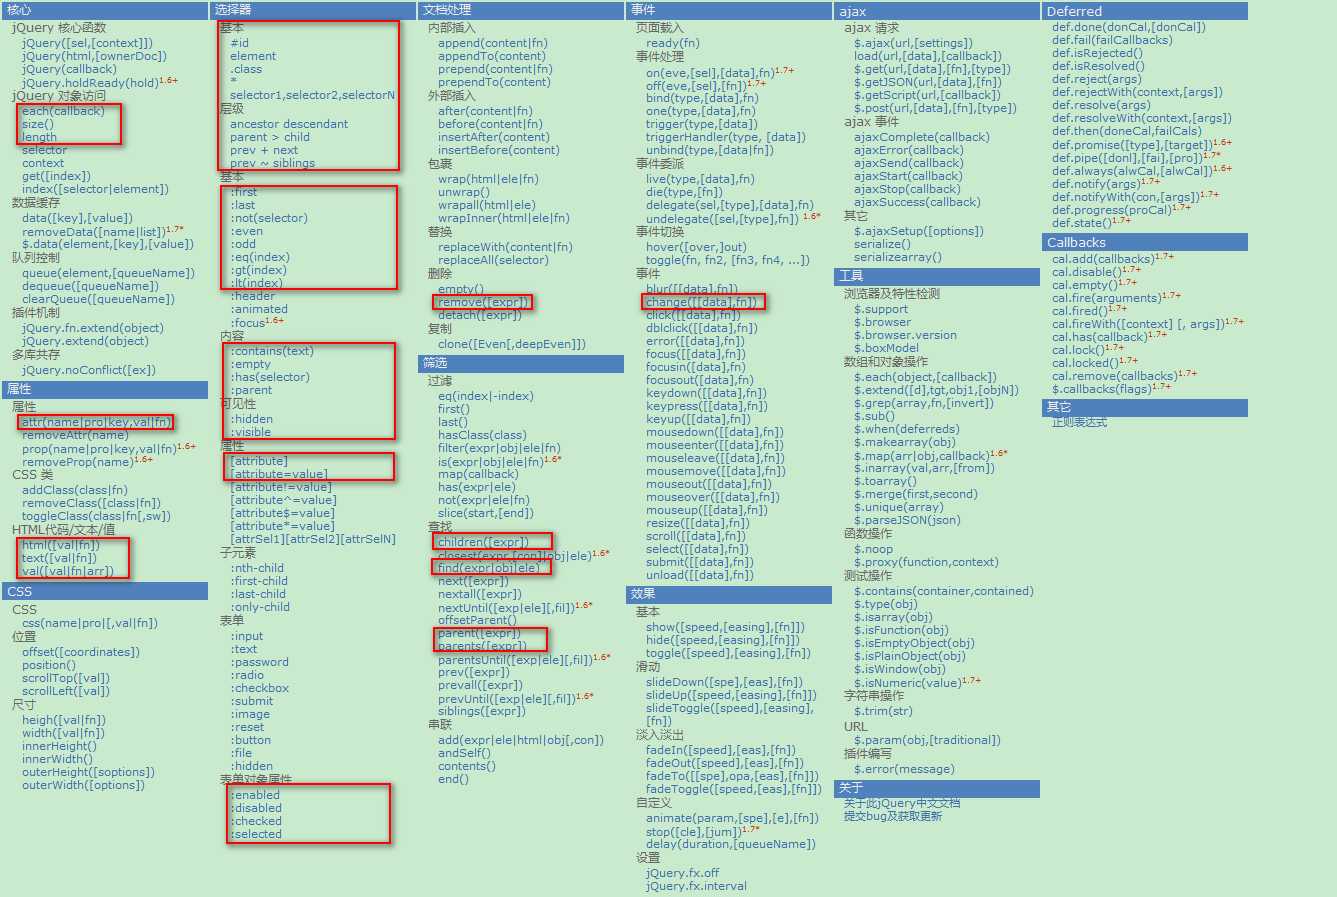 核心
jQuery 核心函数
jQuery([sel,[context]])
jQuery(html,[ownerDoc])
jQuery(callback)
jQuery.holdReady(hold)1.6+
jQuery 对象访问
each(callback)
size()
length
selector
context
get([index])
index([selector|element])
数据缓存
data([key],[value])
removeData([name|list])1.7*
$.data(element,[key],[value])
队列控制
queue(element,[queueName])
dequeue([queueName])
clearQueue([queueName])
插件机制
jQuery.fn.extend(object)
jQuery.extend(object)
多库共存
jQuery.noConflict([ex])
属性
属性
attr(name|pro|key,val|fn)
removeAttr(name)
prop(name|pro|key,val|fn)1.6+
removeProp(name)1.6+
CSS 类
addClass(class|fn)
removeClass([class|fn)
toggleClass(class|fn[,sw])
HTML代码/文本/值
html([val|fn])
text([val|fn])
val([val|fn|arr])
CSS
CSS
css(name|pro|[,val|fn])
位置
offset([coordinates])
position()
scrollTop([val])
scrollLeft([val])
尺寸
heigh([val|fn])
width([val|fn])
innerHeight()
innerWidth()
outerHeight([soptions])
outerWidth([options])
选择器
基本
#id
element
.class
*
selector1,selector2,selectorN
层级
ancestor descendant
parent > child
prev + next
prev ~ siblings
基本
:first
:last
:not(selector)
:even
:odd
:eq(index)
:gt(index)
:lt(index)
:header
:animated
:focus1.6+
内容
:contains(text)
:empty
:has(selector)
:parent
可见性
:hidden
:visible
属性
[attribute]
[attribute=value]
[attribute!=value]
[attribute^=value]
[attribute$=value]
[attribute*=value]
[attrSel1][attrSel2][attrSelN]
子元素
:nth-child
:first-child
:last-child
:only-child
表单
:input
:text
:password
:radio
:checkbox
:submit
:image
:reset
:button
:file
:hidden
表单对象属性
:enabled
:disabled
:checked
:selected
文档处理
内部插入
append(content|fn)
appendTo(content)
prepend(content|fn)
prependTo(content)
外部插入
after(content|fn)
before(content|fn)
insertAfter(content)
insertBefore(content)
包裹
wrap(html|ele|fn)
unwrap()
wrapall(html|ele)
wrapInner(html|ele|fn)
替换
replaceWith(content|fn)
replaceAll(selector)
删除
empty()
remove([expr])
detach([expr])
复制
clone([Even[,deepEven]])
筛选
过滤
eq(index|-index)
first()
last()
hasClass(class)
filter(expr|obj|ele|fn)
is(expr|obj|ele|fn)1.6*
map(callback)
has(expr|ele)
not(expr|ele|fn)
slice(start,[end])
查找
children([expr])
closest(expr,[con]|obj|ele)1.6*
find(expr|obj|ele)
next([expr])
nextall([expr])
nextUntil([exp|ele][,fil])1.6*
offsetParent()
parent([expr])
parents([expr])
parentsUntil([exp|ele][,fil])1.6*
prev([expr])
prevall([expr])
prevUntil([exp|ele][,fil])1.6*
siblings([expr])
串联
add(expr|ele|html|obj[,con])
andSelf()
contents()
end()
事件
页面载入
ready(fn)
事件处理
on(eve,[sel],[data],fn)1.7+
off(eve,[sel],[fn])1.7+
bind(type,[data],fn)
one(type,[data],fn)
trigger(type,[data])
triggerHandler(type, [data])
unbind(type,[data|fn])
事件委派
live(type,[data],fn)
die(type,[fn])
delegate(sel,[type],[data],fn)
undelegate([sel,[type],fn]) 1.6*
事件切换
hover([over,]out)
toggle(fn, fn2, [fn3, fn4, ...])
事件
blur([[data],fn])
change([[data],fn])
click([[data],fn])
dblclick([[data],fn])
error([[data],fn])
focus([[data],fn])
focusin([data],fn)
focusout([data],fn)
keydown([[data],fn])
keypress([[data],fn])
keyup([[data],fn])
mousedown([[data],fn])
mouseenter([[data],fn])
mouseleave([[data],fn])
mousemove([[data],fn])
mouseout([[data],fn])
mouseover([[data],fn])
mouseup([[data],fn])
resize([[data],fn])
scroll([[data],fn])
select([[data],fn])
submit([[data],fn])
unload([[data],fn])
效果
基本
show([speed,[easing],[fn]])
hide([speed,[easing],[fn]])
toggle([speed],[easing],[fn])
滑动
slideDown([spe],[eas],[fn])
slideUp([speed,[easing],[fn]])
slideToggle([speed],[easing],
[fn])
淡入淡出
fadeIn([speed],[eas],[fn])
fadeOut([speed],[eas],[fn])
fadeTo([[spe],opa,[eas],[fn]])
fadeToggle([speed,[eas],[fn]])
自定义
animate(param,[spe],[e],[fn])
stop([cle],[jum])1.7*
delay(duration,[queueName])
设置
jQuery.fx.off
jQuery.fx.interval
ajax
ajax 请求
$.ajax(url,[settings])
load(url,[data],[callback])
$.get(url,[data],[fn],[type])
$.getJSON(url,[data],[fn])
$.getScript(url,[callback])
$.post(url,[data],[fn],[type])
ajax 事件
ajaxComplete(callback)
ajaxError(callback)
ajaxSend(callback)
ajaxStart(callback)
ajaxStop(callback)
ajaxSuccess(callback)
其它
$.ajaxSetup([options])
serialize()
serializearray()
工具
浏览器及特性检测
$.support
$.browser
$.browser.version
$.boxModel
数组和对象操作
$.each(object,[callback])
$.extend([d],tgt,obj1,[objN])
$.grep(array,fn,[invert])
$.sub()
$.when(deferreds)
$.makearray(obj)
$.map(arr|obj,callback)1.6*
$.inarray(val,arr,[from])
$.toarray()
$.merge(first,second)
$.unique(array)
$.parseJSON(json)
函数操作
$.noop
$.proxy(function,context)
测试操作
$.contains(container,contained)
$.type(obj)
$.isarray(obj)
$.isFunction(obj)
$.isEmptyObject(obj)
$.isPlainObject(obj)
$.isWindow(obj)
$.isNumeric(value)1.7+
字符串操作
$.trim(str)
URL
$.param(obj,[traditional])
插件编写
$.error(message)
关于
关于此jQuery中文文档
提交bug及获取更新
Deferred
def.done(donCal,[donCal])
def.fail(failCallbacks)
def.isRejected()
def.isResolved()
def.reject(args)
def.rejectWith(context,[args])
def.resolve(args)
def.resolveWith(context,[args])
def.then(doneCal,failCals)
def.promise([type],[target])1.6+
def.pipe([donl],[fai],[pro])1.7*
def.always(alwCal,[alwCal])1.6+
def.notify(args)1.7+
def.notifyWith(con,[args])1.7+
def.progress(proCal)1.7+
def.state()1.7+
Callbacks
cal.add(callbacks)1.7+
cal.disable()1.7+
cal.empty()1.7+
cal.fire(arguments)1.7+
cal.fired()1.7+
cal.fireWith([context] [, args])1.7+
cal.has(callback)1.7+
cal.lock()1.7+
cal.locked()1.7+
cal.remove(callbacks)1.7+
$.callbacks(flags)1.7+
其它
正则表达式